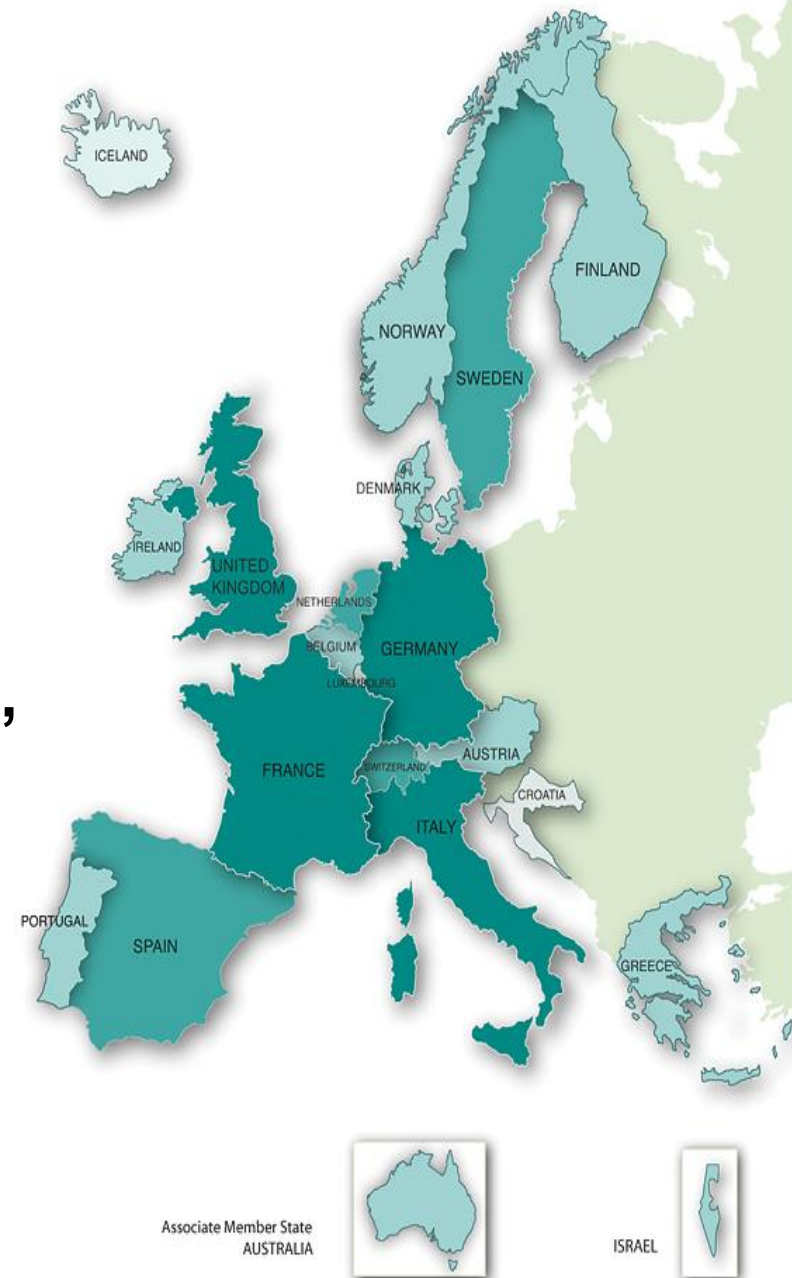 ICELAND
FINLAND
NORWAY
SWEDEN
DENMARK
IRELAND
UNITED
KINGDOM
NETHERLANDS
BELGIUM
GERMANY
LUXEMBOURG
,
FRANCE
SWITZERLAND
AUSTRIA
CROATIA
ITALY
PORTUGAL
SPAIN
GREECE
Associate Member State
AUSTRALIA
ISRAEL